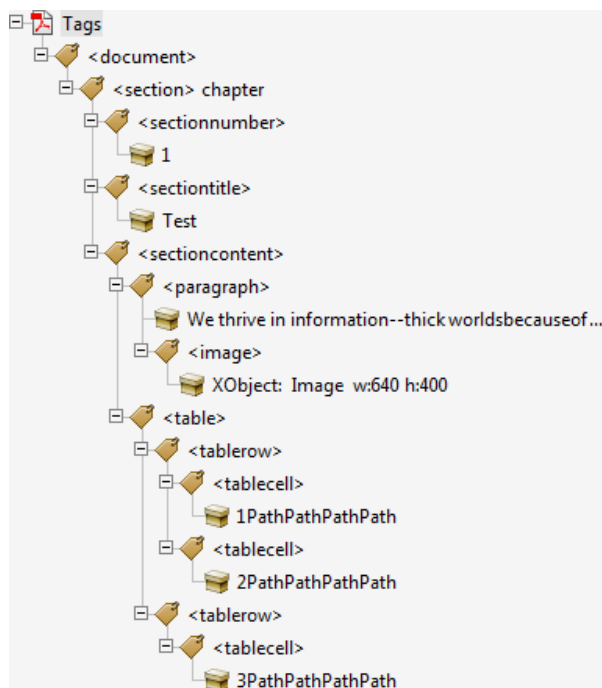 Tags
<document>
<section> chapter
<sectionnumber>
1
<sectiontitle>
Test
<sectioncontent>
<paragraph>
We thrive in information--thick worldsbecauseof...
<image>
XObject: Image w:640 h:400
<table>
<tablerow>
<tablecell>
1PathPathPathPath
<tablecell>
2PathPathPathPath
<tablerow>
<tablecell>
3PathPathPathPath